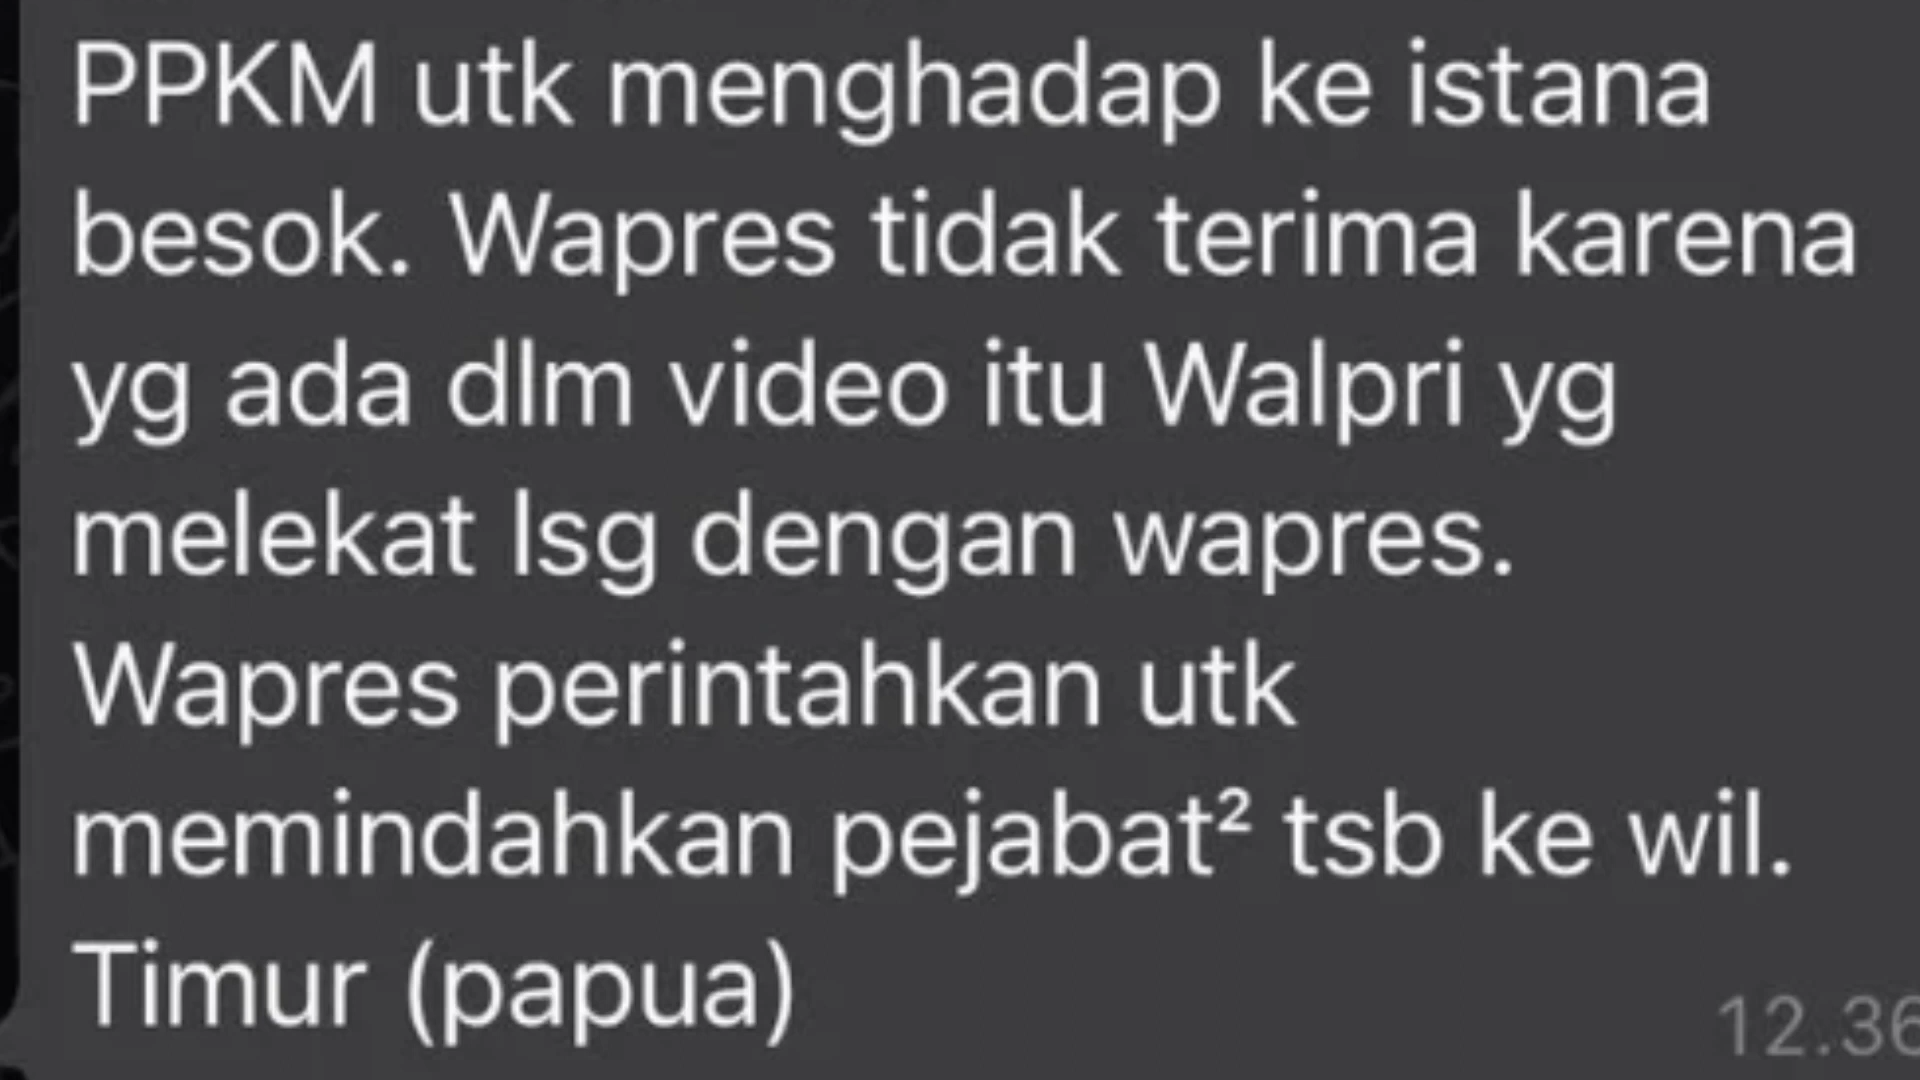 PPKM utk menghadap ke istana
besok. Wapres tidak terima karena
yg ada dlm video itu Walpri yg
melekat lsg dengan wapres.
Wapres perintahkan utk
memindahkan pejabat² tsb ke wil.
Timur (papua)
12.36